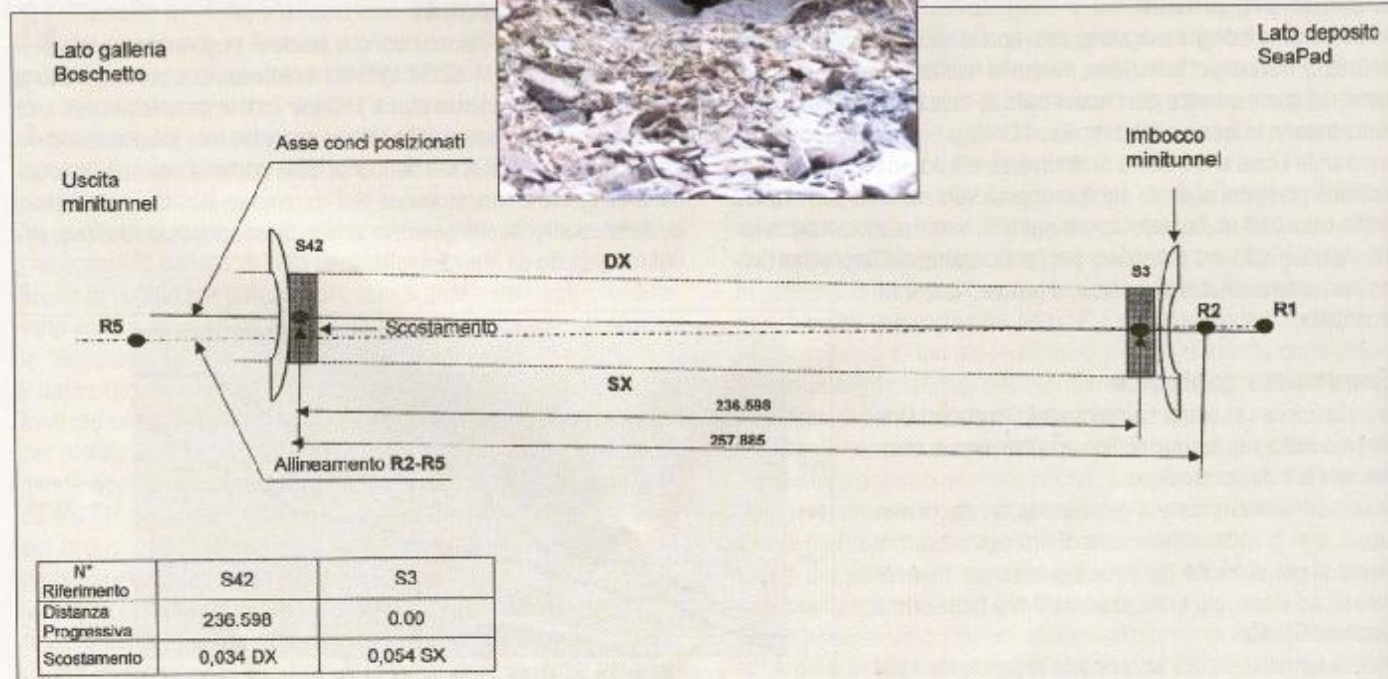 Lato galleria
Boschetto
Lato deposito
SeaPad
Asse conci posizionati
Imbocco
minitunnel
Uscita
minitunnel
S42
DX
S3
R5
Scostamento
R2
R1
SX
236.598
257.885
Allineamento R2-R5
N° Riferimento S42 S3
Distanza Progressiva 236.598 0.00
Scostamento 0,034 DX 0,054 SX